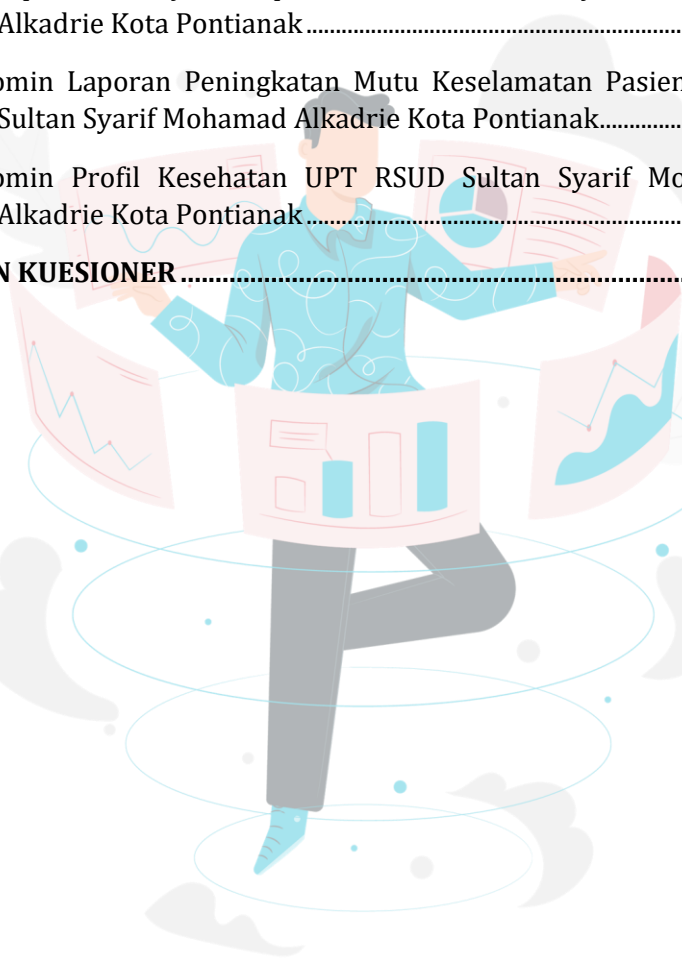 Alkadrie Kota Pontianak ........................................
omin Laporan Peningkatan Mutu Keselamatan Pasien
Sultan Syarif Mohamad Alkadrie Kota Pontianak...............
omin Profil Kesehatan UPT RSUD Sultan Syarif Mo
Alkadrie Kota Pontianak ........................................
N KUESIONER ........................................